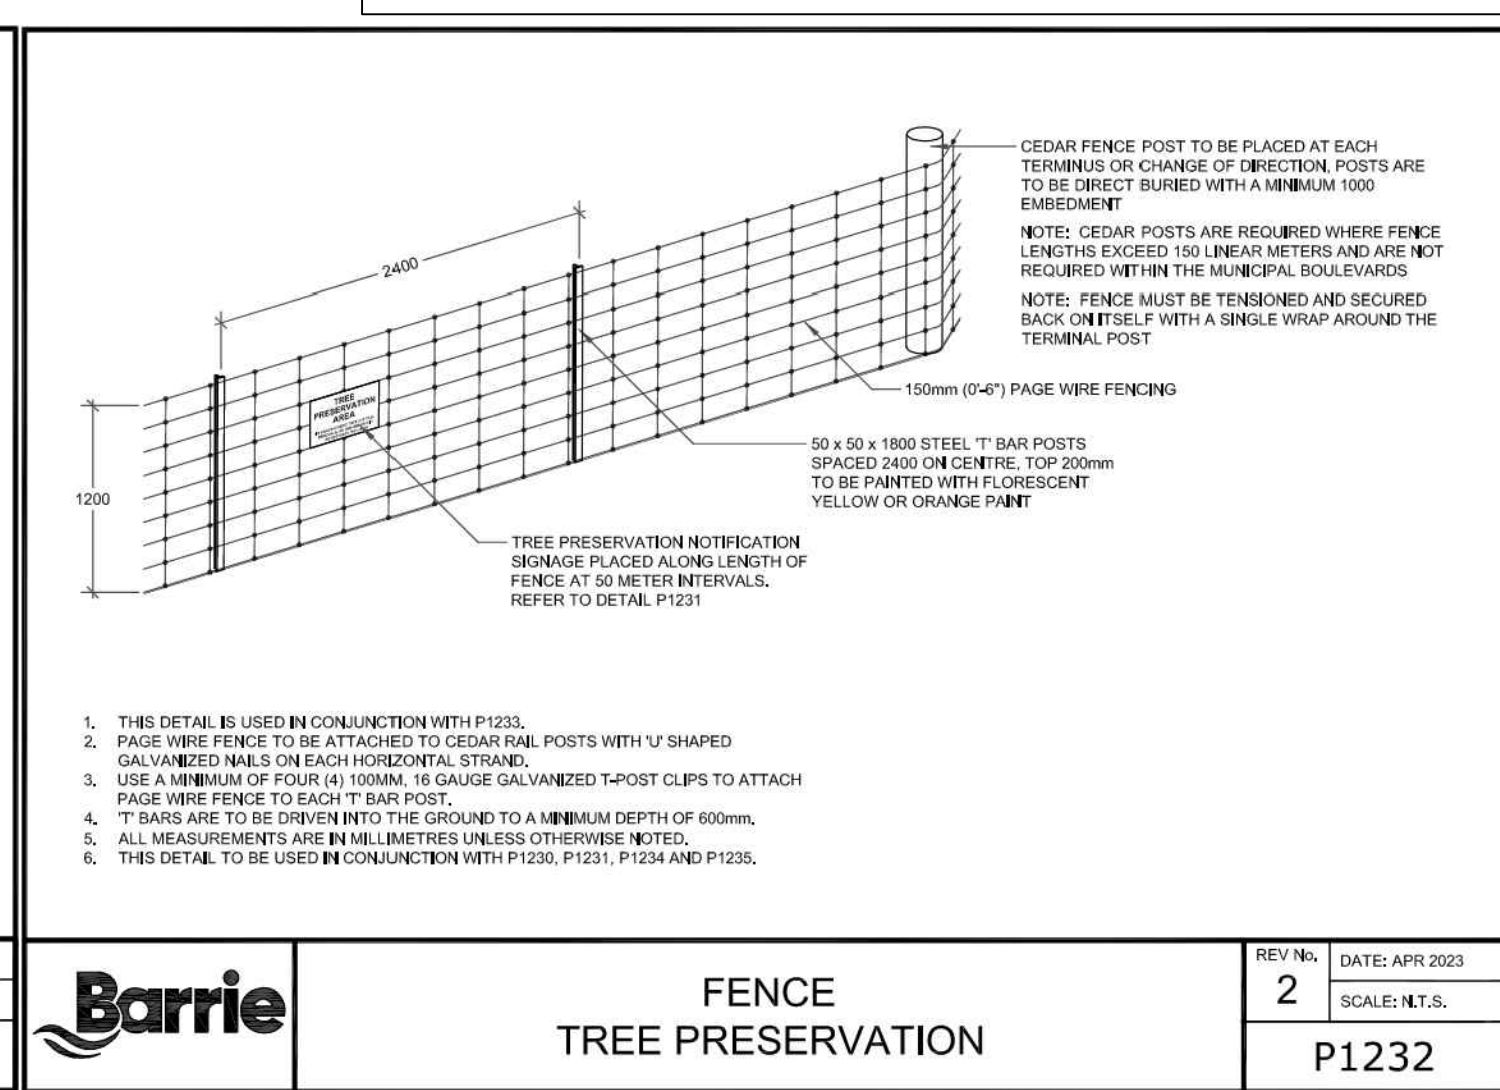 CEDAR FENCE POST TO BE PLACED AT EACH
TERMINUS OR CHANGE OF DIRECTION, POSTS ARE
TO BE DIRECT BURIED WITH A MINIMUM 1000
EMBEDMENT
NOTE: CEDAR POSTS ARE REQUIRED WHERE FENCE
LENGTHS EXCEED 150 LINEAR METERS AND ARE NOT
REQUIRED WITHIN THE MUNICIPAL BOULEVARDS
NOTE: FENCE MUST BE TENSIONED AND SECURED
BACK ON ITSELF WITH A SINGLE WRAP AROUND THE
TERMINAL POST
2400
150mm (0'-6") PAGE WIRE FENCING
TREE
PRESERVATION
AREA
50 x 50 x 1800 STEEL 'T' BAR POSTS
SPACED 2400 ON CENTRE, TOP 200mm
TO BE PAINTED WITH FLORESCENT
YELLOW OR ORANGE PAINT
1200
TREE PRESERVATION NOTIFICATION
SIGNAGE PLACED ALONG LENGTH OF
FENCE AT 50 METER INTERVALS.
REFER TO DETAIL P1231
1. THIS DETAIL IS USED IN CONJUNCTION WITH P1233.
2. PAGE WIRE FENCE TO BE ATTACHED TO CEDAR RAIL POSTS WITH 'U' SHAPED
GALVANIZED NAILS ON EACH HORIZONTAL STRAND.
3. USE A MINIMUM OF FOUR (4) 100MM, 16 GAUGE GALVANIZED T-POST CLIPS TO ATTACH
PAGE WIRE FENCE TO EACH 'T' BAR POST.
4. 'T' BARS ARE TO BE DRIVEN INTO THE GROUND TO A MINIMUM DEPTH OF 600mm.
5. ALL MEASUREMENTS ARE IN MILLIMETRES UNLESS OTHERWISE NOTED.
6. THIS DETAIL TO BE USED IN CONJUNCTION WITH P1230, P1231, P1234 AND P1235.
Barrie
FENCE
TREE PRESERVATION
REV No.
2
DATE: APR 2023
SCALE: N.T.S.
P1232